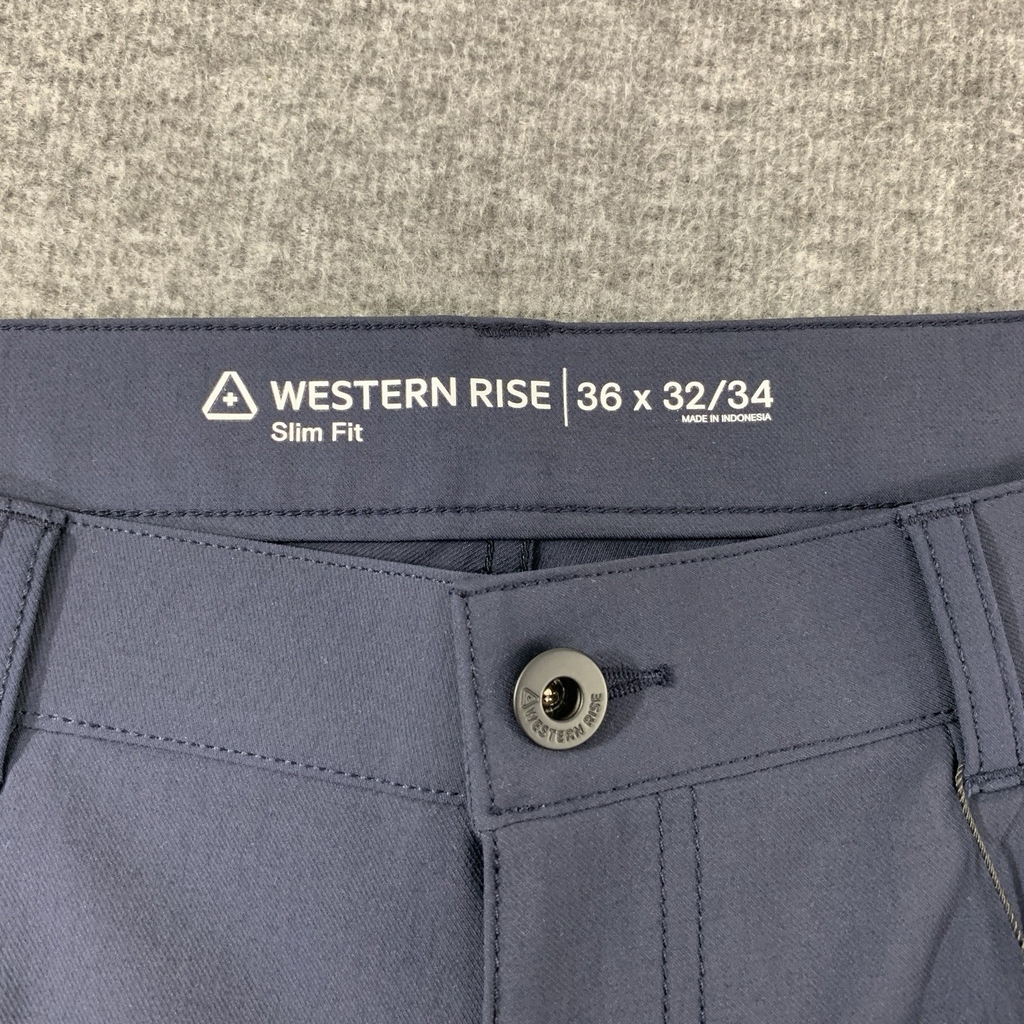 WESTERN RISE | 36 x 32/34
Slim Fit
MADE IN INDONESIA
WESTERN RISE